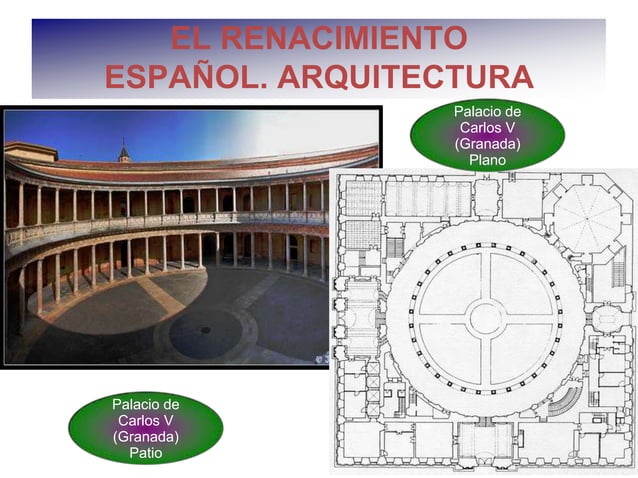 EL RENACIMIENTO
ESPAÑOL. ARQUITECTURA
Palacio de
Carlos V
(Granada)
Plano
Palacio de
Carlos V
(Granada)
Patio